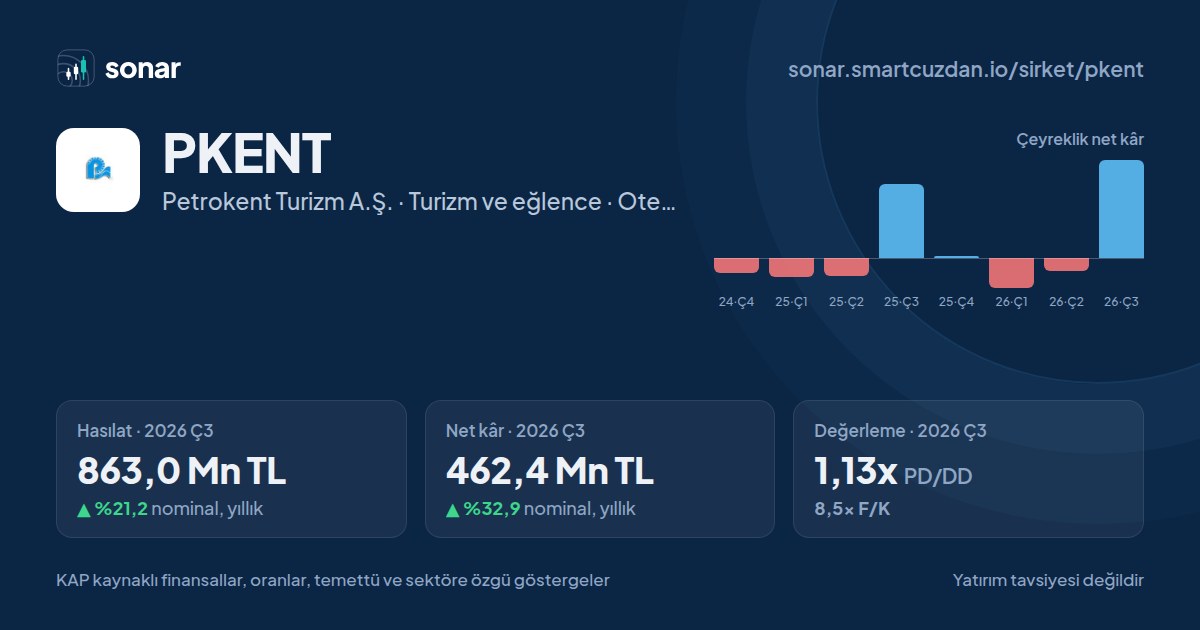 sonar
sonar.smartcuzdan.io/sirket/pkent
PKENT
Petrokent Turizm A.Ş. · Turizm ve eğlence · Ote...
Çeyreklik net kâr
24·Ç4 25·Ç1 25·Ç2 25·Ç3 25·Ç4 26·Ç1 26·Ç2 26·Ç3
Hasılat · 2026 Ç3
863,0 Mn TL
▲ %21,2 nominal, yıllık
Net kâr · 2026 Ç3
462,4 Mn TL
▲ %32,9 nominal, yıllık
Değerleme · 2026 Ç3
1,13x PD/DD
8,5× F/K
KAP kaynaklı finansallar, oranlar, temettü ve sektöre özgü göstergeler
Yatırım tavsiyesi değildir